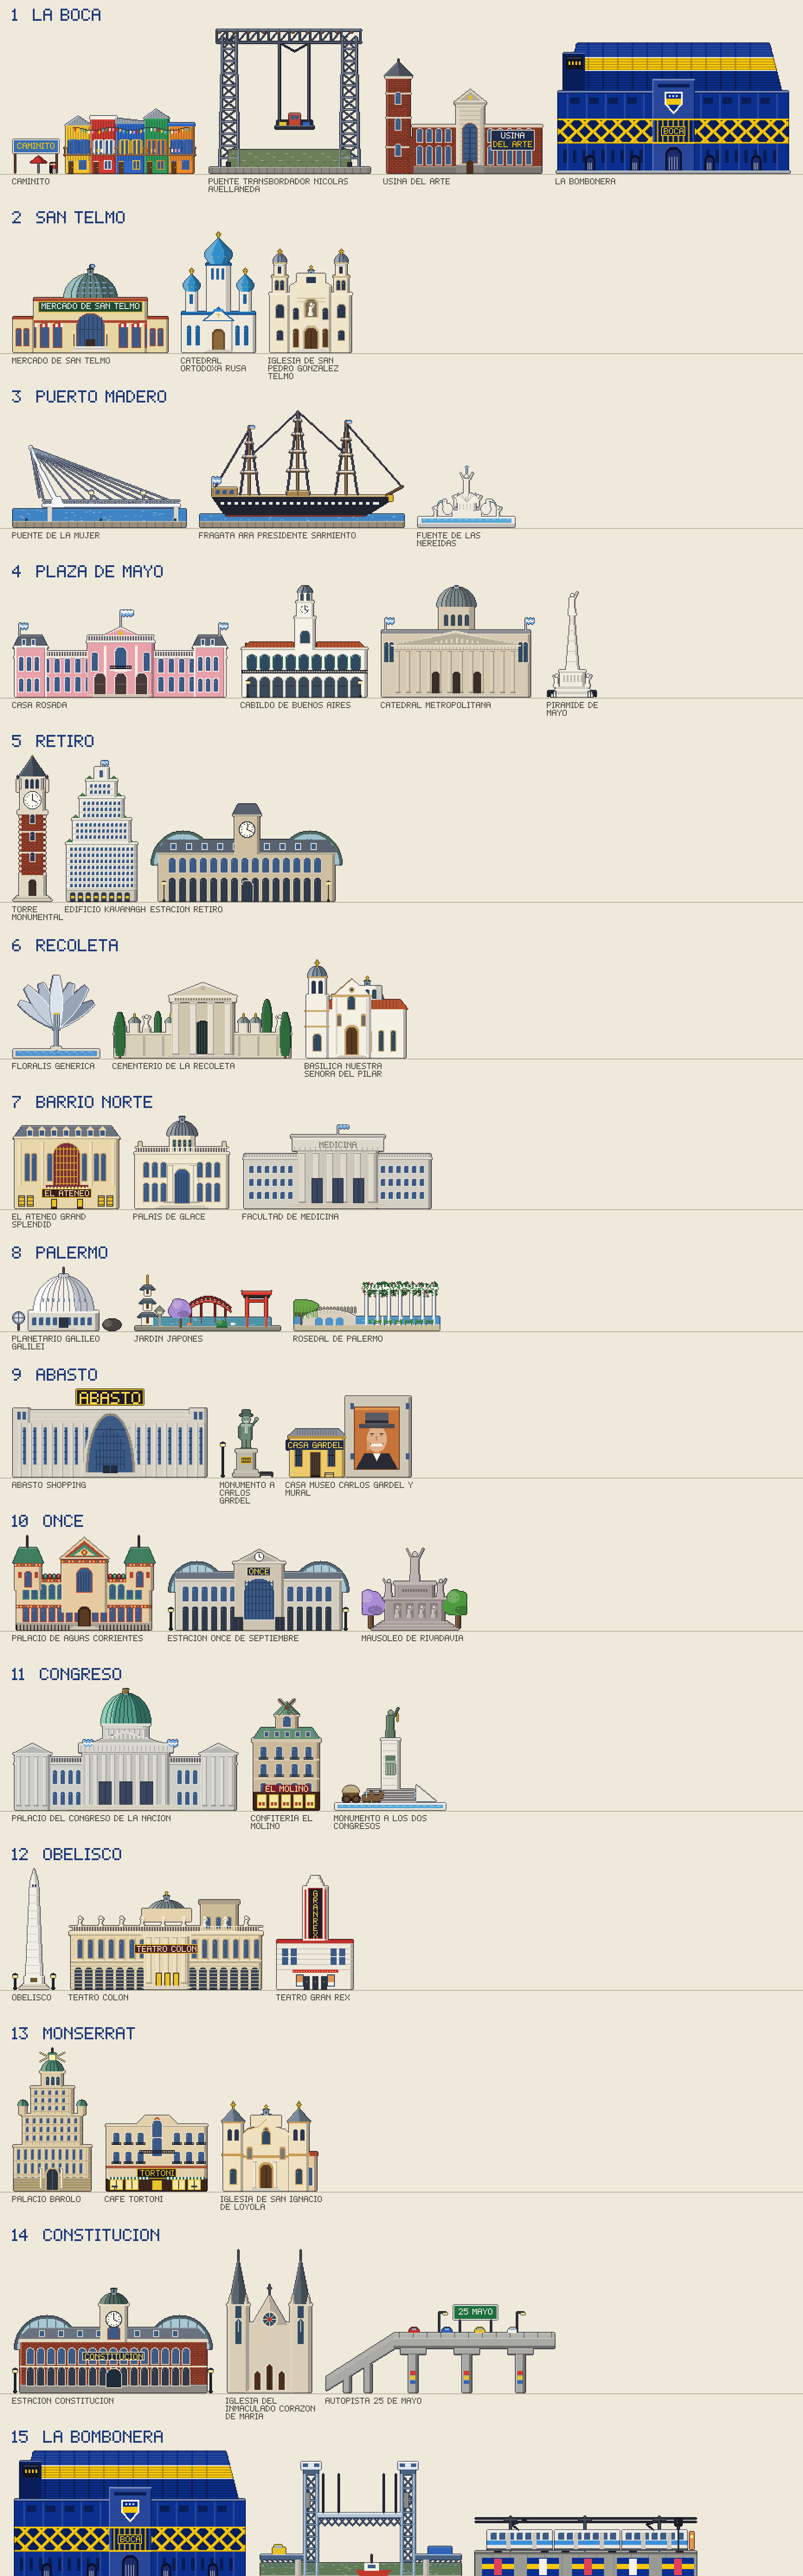 1 LA BOCA
CAMINITO
USINA
DEL ARTE
BOCA
CAMINITO
PUENTE TRANSBORDADOR NICOLAS
AVELLANEDA
USINA DEL ARTE
LA BOMBONERA
2 SAN TELMO
MERCADO DE SAN TELMO
MERCADO DE SAN TELMO
CATEDRAL
ORTODOXA RUSA
IGLESIA DE SAN
PEDRO GONZALEZ
TELMO
3 PUERTO MADERO
PUENTE DE LA MUJER
FRAGATA ARA PRESIDENTE SARMIENTO
FUENTE DE LAS
NEREIDAS
4 PLAZA DE MAYO
CASA ROSADA
CABILDO DE BUENOS AIRES
CATEDRAL METROPOLITANA
PIRAMIDE DE
MAYO
5 RETIRO
TORRE
MONUMENTAL
EDIFICIO KAVANAGH
ESTACION RETIRO
6 RECOLETA
FLORALIS GENERICA
CEMENTERIO DE LA RECOLETA
BASILICA NUESTRA
SENORA DEL PILAR
7 BARRIO NORTE
EL ATENEO
MEDICINA
EL ATENEO GRAND
SPLENDID
PALAIS DE GLACE
FACULTAD DE MEDICINA
8 PALERMO
PLANETARIO GALILEO
GALILEI
JARDIN JAPONES
ROSEDAL DE PALERMO
9 ABASTO
ABASTO
CASA GARDEL
ABASTO SHOPPING
MONUMENTO A
CARLOS
GARDEL
CASA MUSEO CARLOS GARDEL Y
MURAL
10 ONCE
ONCE
PALACIO DE AGUAS CORRIENTES
ESTACION ONCE DE SEPTIEMBRE
MAUSOLEO DE RIVADAVIA
11 CONGRESO
EL MOLINO
PALACIO DEL CONGRESO DE LA NACION
CONFITERIA EL
MOLINO
MONUMENTO A LOS DOS
CONGRESOS
12 OBELISCO
GRAN REX
TEATRO COLON
OBELISCO
TEATRO COLON
TEATRO GRAN REX
13 MONSERRAT
TORTONI
PALACIO BAROLO
CAFE TORTONI
IGLESIA DE SAN IGNACIO
DE LOYOLA
14 CONSTITUCION
25 MAYO
CONSTITUCION
ESTACION CONSTITUCION
IGLESIA DEL
INMACULADO CORAZON
DE MARIA
AUTOPISTA 25 DE MAYO
15 LA BOMBONERA
BOCA